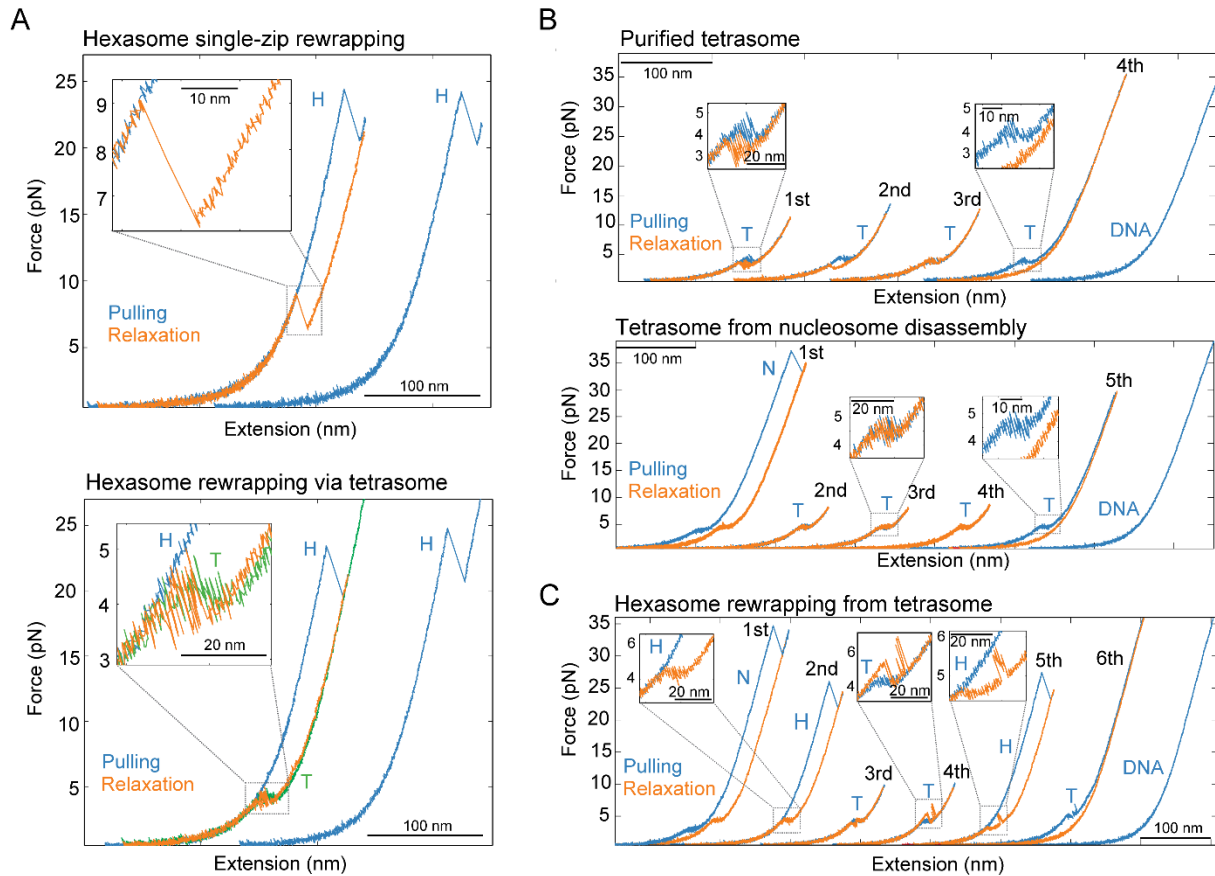 A
Hexasome single-zip rewrapping
25
20
15
10
5
Force (pN)
9
8
7
10 nm
H
H
Pulling
Relaxation
100 nm
Extension (nm)
Hexasome rewrapping via tetrasome
25
20
15
10
5
Force (pN)
5
4
3
H
T
20 nm
H
H
T
Pulling
Relaxation
100 nm
Extension (nm)
B
Purified tetrasome
100 nm
35
30
25
20
15
10
5
Force (pN)
5
4
3
20 nm
5
4
3
10 nm
1st
2nd
3rd
4th
T
T
T
T
DNA
Pulling
Relaxation
Extension (nm)
Tetrasome from nucleosome disassembly
100 nm
35
30
25
20
15
10
5
Force (pN)
N
1st
20 nm
5
4
10 nm
5
4
5th
T
2nd
T
3rd
T
4th
T
DNA
Pulling
Relaxation
Extension (nm)
C
Hexasome rewrapping from tetrasome
35
30
25
20
15
10
5
Force (pN)
6
4
H
20 nm
1st
N
2nd
H
6
4
T
20 nm
20 nm
H
5
5th
H
6th
3rd
T
4th
T
T
DNA
Pulling
Relaxation
100 nm
Extension (nm)